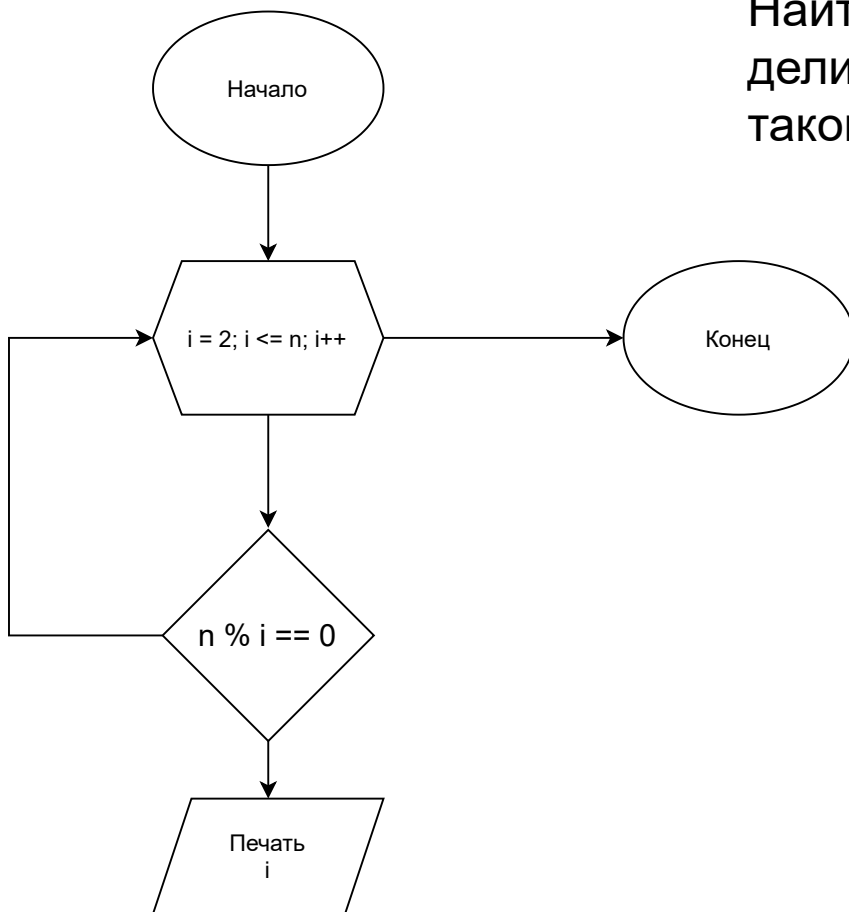 Начало
i = 2; i <= n; i++
Конец
n % i == 0
Печать
i